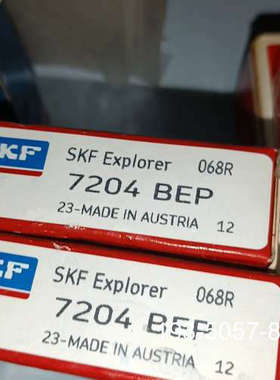 SKF
SKF Explorer 068R
7204 BEP
23-MADE IN AUSTRIA 12
SKF Explorer 068R
7204 BEP
23-MADE IN AUSTRIA 12